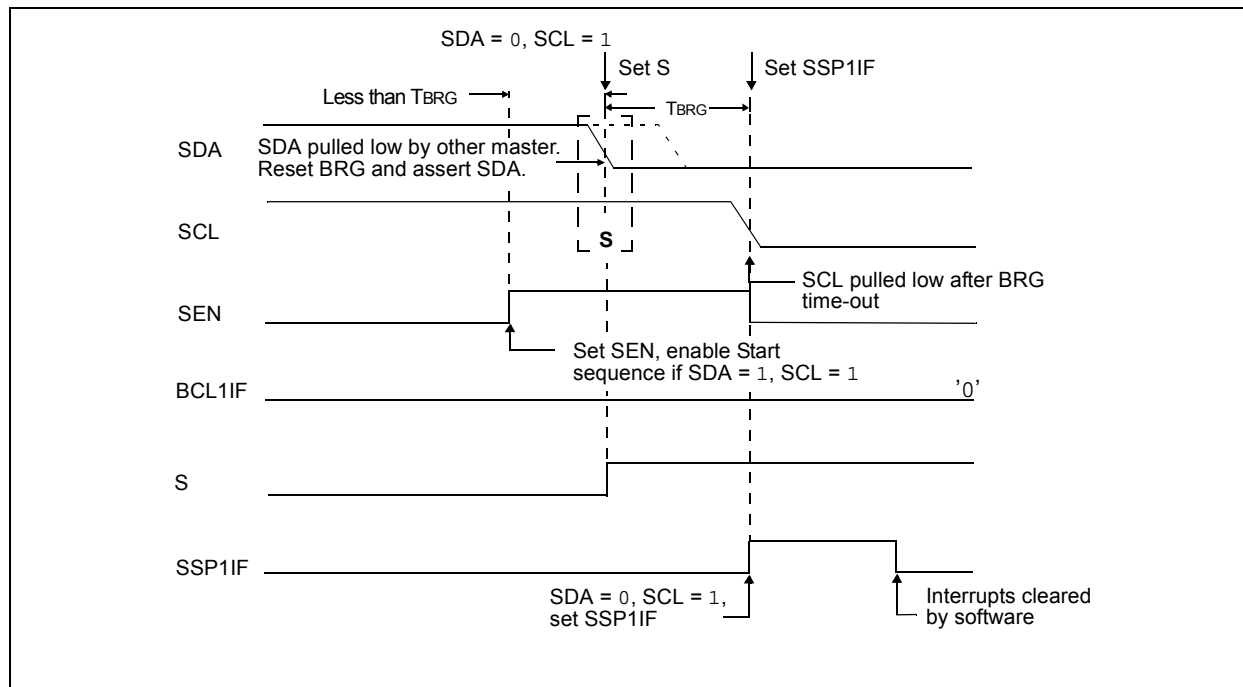 SDA = 0, SCL = 1
Set S
Set SSP1IF
Less than TBRG
TBRG
SDA
SDA pulled low by other master.
Reset BRG and assert SDA.
SCL
S
SCL pulled low after BRG
time-out
SEN
Set SEN, enable Start
sequence if SDA = 1, SCL = 1
BCL1IF
’0’
S
SSP1IF
SDA = 0, SCL = 1,
set SSP1IF
Interrupts cleared
by software